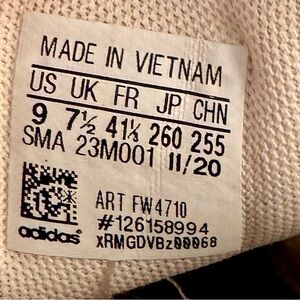 MADE IN VIETNAM
US UK FR JP CHN
9 7½ 41⅓ 260 255
SMA 23M001 11/20
ART FW4710
#126158994
adidas xRMGDVBz00068